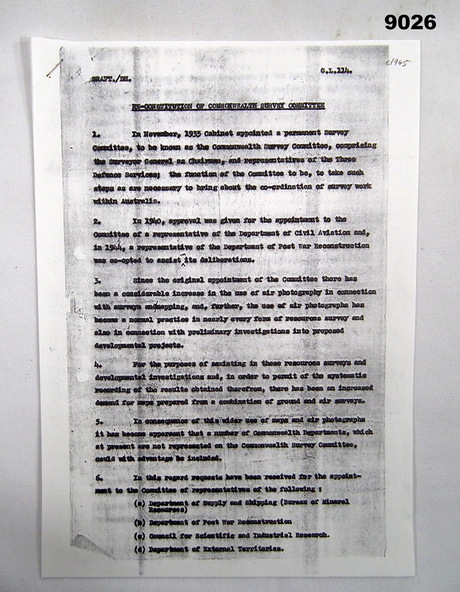 9026
c1945
DRAFT./DH.
C.L.114.
RE-CONSTITUTION OF COMMONWEALTH SURVEY COMMITTEE
1. In November, 1935 Cabinet appointed a permanent Survey
Committee, to be known as the Commonwealth Survey Committee, comprising
the Surveyor General as Chairman, and representatives of the Three
Defence Services; the function of the Committee to be, to take such
steps as are necessary to bring about the co-ordination of survey work
within Australia.
2. In 1940, approval was given for the appointment to the
Committee of a representative of the Department of Civil Aviation and,
in 1944, a representative of the Department of Post War Reconstruction
was co-opted to assist its deliberations.
3. Since the original appointment of the Committee there has
been a considerable increase in the use of air photography in connection
with surveys and mapping, and, further, the use of air photographs has
become a normal practice in nearly every form of resources survey and
also in connection with preliminary investigations into proposed
developmental projects.
4. For the purposes of assisting in these resources surveys and
developmental investigations and, in order to permit of the systematic
recording of the results obtained therefrom, there has been an increased
demand for maps prepared from a combination of ground and air surveys.
5. In consequence of this wider use of maps and air photographs
it has become apparent that a number of Commonwealth Departments, which
at present are not represented on the Commonwealth Survey Committee,
could with advantage be included.
6. In this regard requests have been received for the appoint-
ment to the Committee of representatives of the following :
(a) Department of Supply and Shipping (Bureau of Mineral
Resources)
(b) Department of Post War Reconstruction
(c) Council for Scientific and Industrial Research.
(d) Department of External Territories.